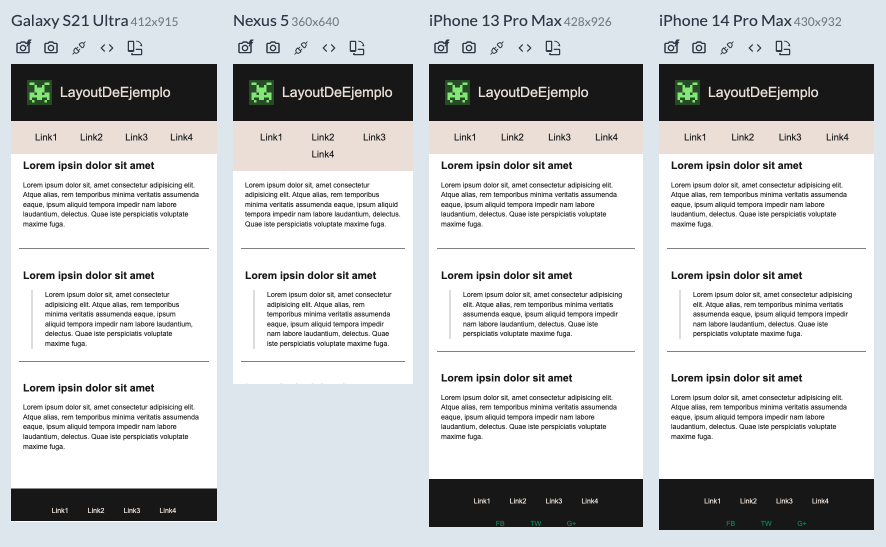 Galaxy S21 Ultra 412x915
LayoutDeEjemplo
Link1 Link2 Link3 Link4
Lorem ipsin dolor sit amet
Lorem ipsum dolor sit, amet consectetur adipisicing elit.
Atque alias, rem temporibus minima veritatis assumenda
eaque, ipsum aliquid tempora impedir nam labore
laudantium, delectus. Quae iste perspiciatis voluptate
maxime fuga.
Lorem ipsin dolor sit amet
Lorem ipsum dolor sit, amet consectetur
adipisicing elit. Atque alias, rem temporibus
minima veritatis assumenda eaque, ipsum
aliquid tempora impedir nam labore laudantium,
delectus. Quae iste perspiciatis voluptate
maxime fuga.
Lorem ipsin dolor sit amet
Lorem ipsum dolor sit, amet consectetur adipisicing elit.
Atque alias, rem temporibus minima veritatis assumenda
eaque, ipsum aliquid tempora impedir nam labore
laudantium, delectus. Quae iste perspiciatis voluptate
maxime fuga.
Link1 Link2 Link3 Link4
Nexus 5 360x640
LayoutDeEjemplo
Link1 Link2 Link3
Link4
Lorem ipsum dolor sit, amet consectetur
adipisicing elit. Atque alias, rem temporibus
minima veritatis assumenda eaque, ipsum aliquid
tempora impedir nam labore laudantium, delectus.
Quae iste perspiciatis voluptate maxime fuga.
Lorem ipsin dolor sit amet
Lorem ipsum dolor sit, amet
consectetur adipisicing elit. Atque alias,
rem temporibus minima veritatis
assumenda eaque, ipsum aliquid
tempora impedir nam labore
laudantium, delectus. Quae iste
perspiciatis voluptate maxime fuga.
iPhone 13 Pro Max 428x926
LayoutDeEjemplo
Link1 Link2 Link3 Link4
Lorem ipsin dolor sit amet
Lorem ipsum dolor sit, amet consectetur adipisicing elit.
Atque alias, rem temporibus minima veritatis assumenda
eaque, ipsum aliquid tempora impedir nam labore
laudantium, delectus. Quae iste perspiciatis voluptate
maxime fuga.
Lorem ipsin dolor sit amet
Lorem ipsum dolor sit, amet consectetur adipisicing
elit. Atque alias, rem temporibus minima veritatis
assumenda eaque, ipsum aliquid tempora impedir
nam labore laudantium, delectus. Quae iste
perspiciatis voluptate maxime fuga.
Lorem ipsin dolor sit amet
Lorem ipsum dolor sit, amet consectetur adipisicing elit.
Atque alias, rem temporibus minima veritatis assumenda
eaque, ipsum aliquid tempora impedir nam labore
laudantium, delectus. Quae iste perspiciatis voluptate
maxime fuga.
Link1 Link2 Link3 Link4
FB TW G+
iPhone 14 Pro Max 430x932
LayoutDeEjemplo
Link1 Link2 Link3 Link4
Lorem ipsin dolor sit amet
Lorem ipsum dolor sit, amet consectetur adipisicing elit.
Atque alias, rem temporibus minima veritatis assumenda
eaque, ipsum aliquid tempora impedir nam labore
laudantium, delectus. Quae iste perspiciatis voluptate
maxime fuga.
Lorem ipsin dolor sit amet
Lorem ipsum dolor sit, amet consectetur adipisicing
elit. Atque alias, rem temporibus minima veritatis
assumenda eaque, ipsum aliquid tempora impedir
nam labore laudantium, delectus. Quae iste
perspiciatis voluptate maxime fuga.
Lorem ipsin dolor sit amet
Lorem ipsum dolor sit, amet consectetur adipisicing elit.
Atque alias, rem temporibus minima veritatis assumenda
eaque, ipsum aliquid tempora impedir nam labore
laudantium, delectus. Quae iste perspiciatis voluptate
maxime fuga.
Link1 Link2 Link3 Link4
FB TW G+